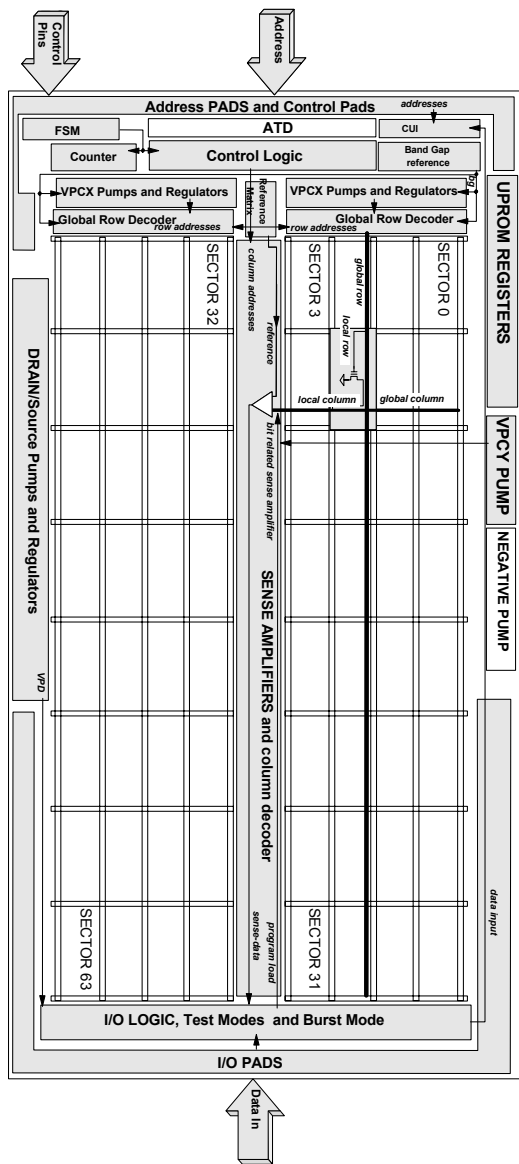 Control
Pins
Address
Address PADS and Control Pads
addresses
FSM
ATD
CUI
Counter
Control Logic
Band Gap
reference
bg
VPCX Pumps and Regulators
Reference
Matrix
VPCX Pumps and Regulators
Global Row Decoder
row addresses
row addresses
Global Row Decoder
UPROM REGISTERS
SECTOR 32
column addresses
reference
SECTOR 3
global row
local row
SECTOR 0
local column
global column
bit related sense amplifier
VPCY PUMP
NEGATIVE PUMP
DRAIN/Source Pumps and Regulators
VPD
SENSE AMPLIFIERS and column decoder
data input
SECTOR 63
sense-data
program load
SECTOR 31
I/O LOGIC, Test Modes and Burst Mode
I/O PADS
Data In